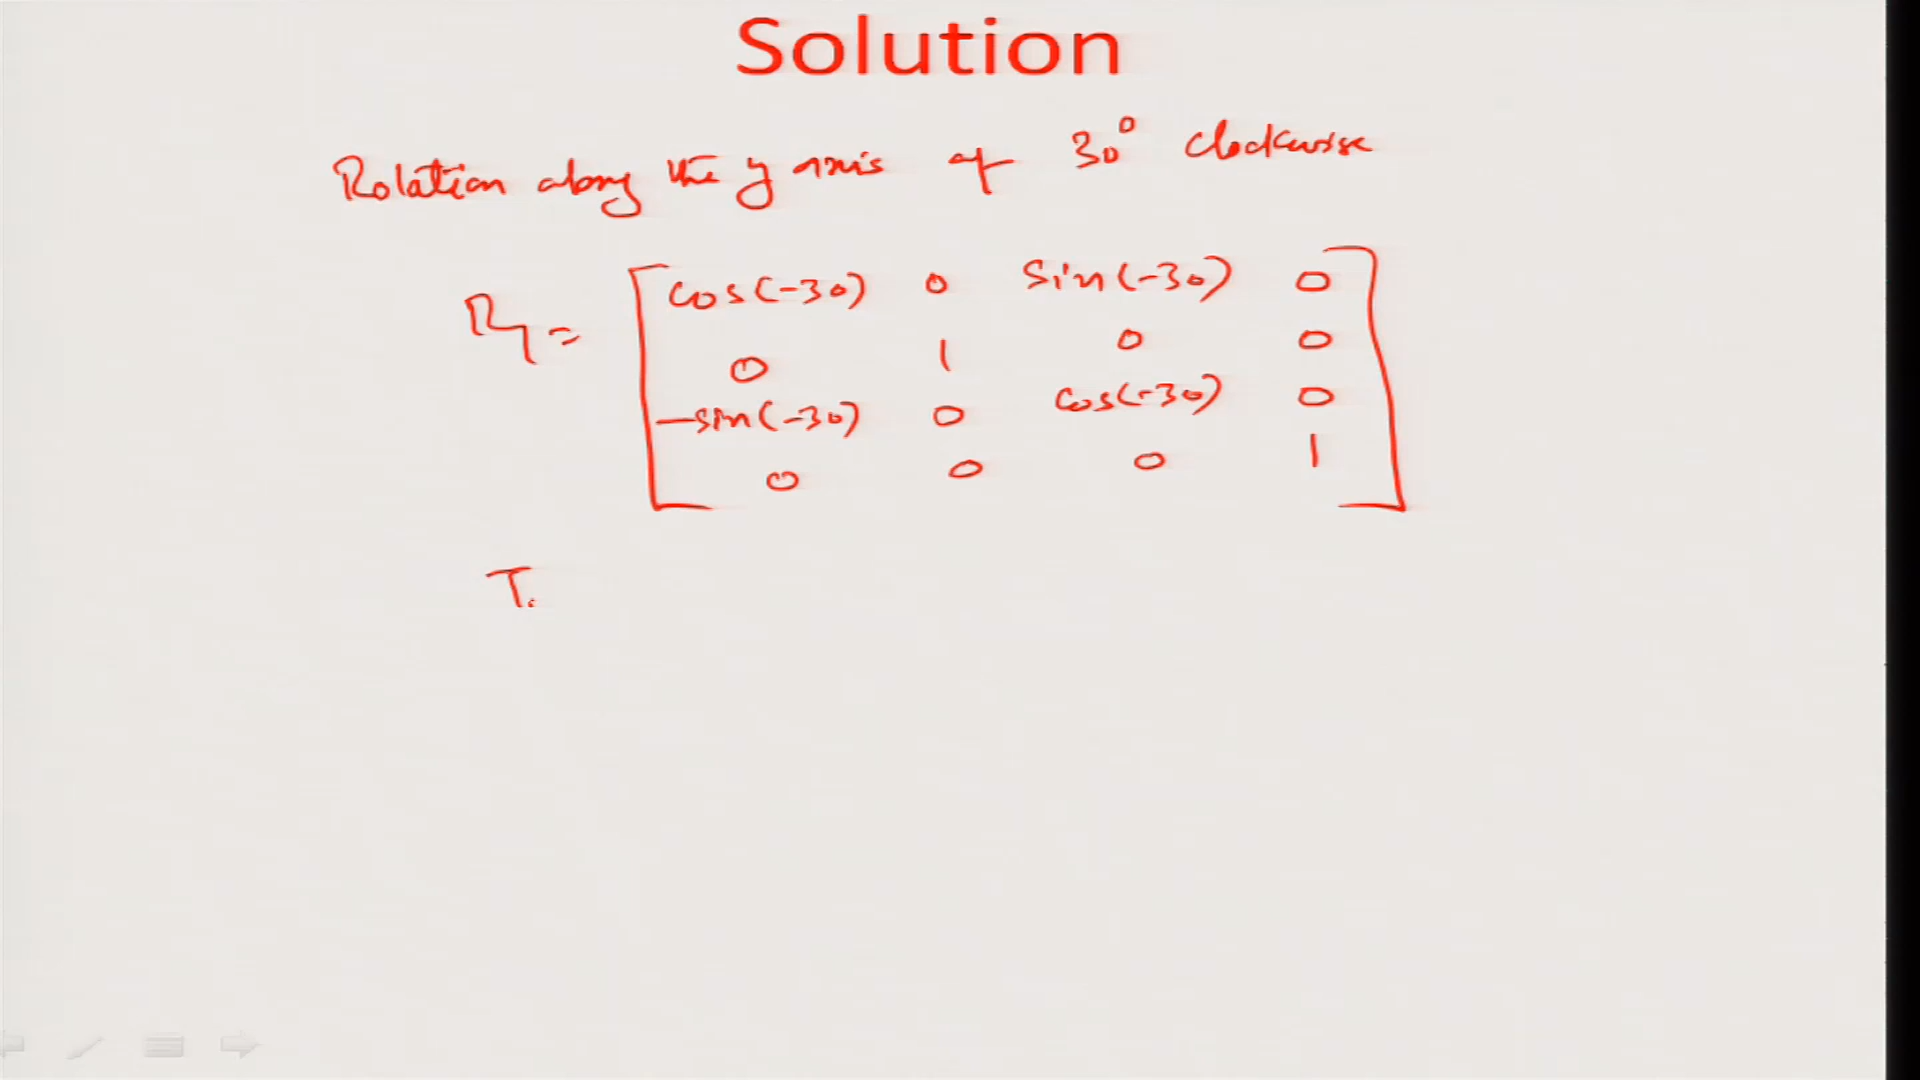 Solution
Rotation along the y axis of 30° clockwise
cos(-30) 0 sin(-30) 0
R =
0 1 0 0
-sin(-30) 0 cos(-30) 0
0 0 0 1
T.